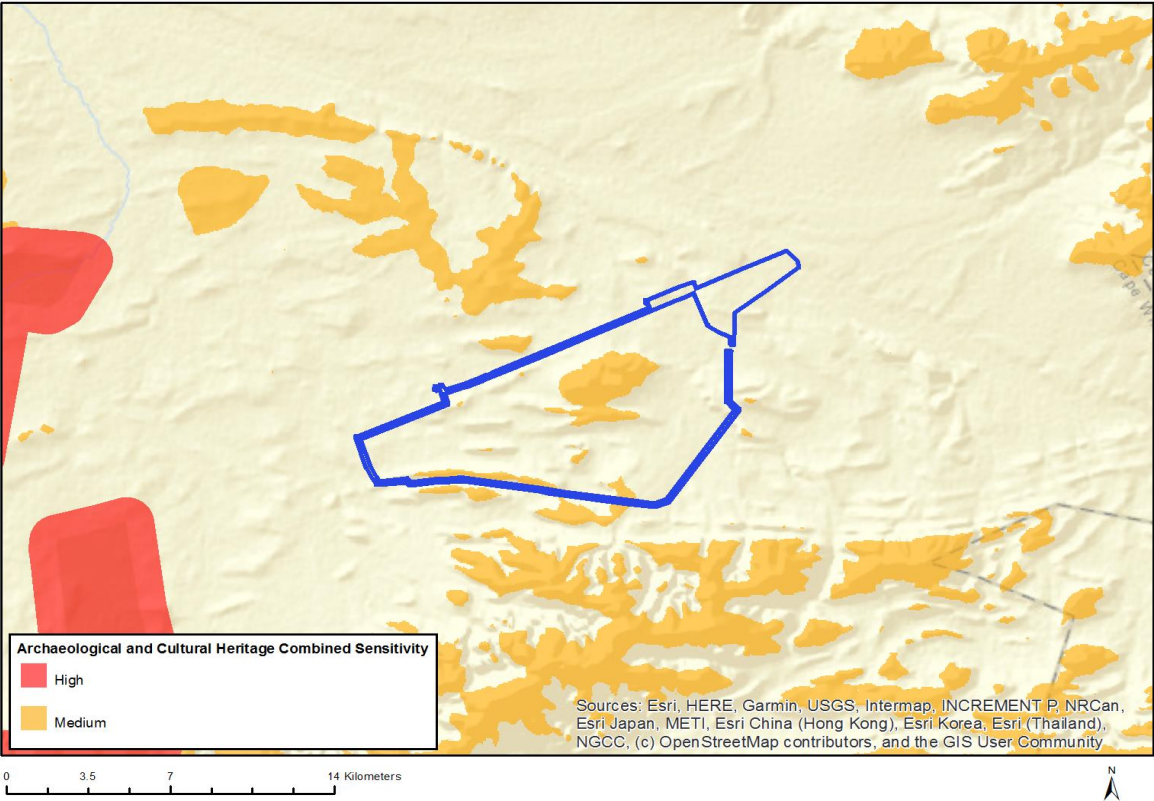 Cape W
Archaeological and Cultural Heritage Combined Sensitivity
High
Medium
Sources: Esri, HERE, Garmin, USGS, Intermap, INCREMENT P, NRCan,
Esri Japan, METI, Esri China (Hong Kong), Esri Korea, Esri (Thailand),
NGCC, (c) OpenStreetMap contributors, and the GIS User Community
0 3.5 7 14 Kilometers
N